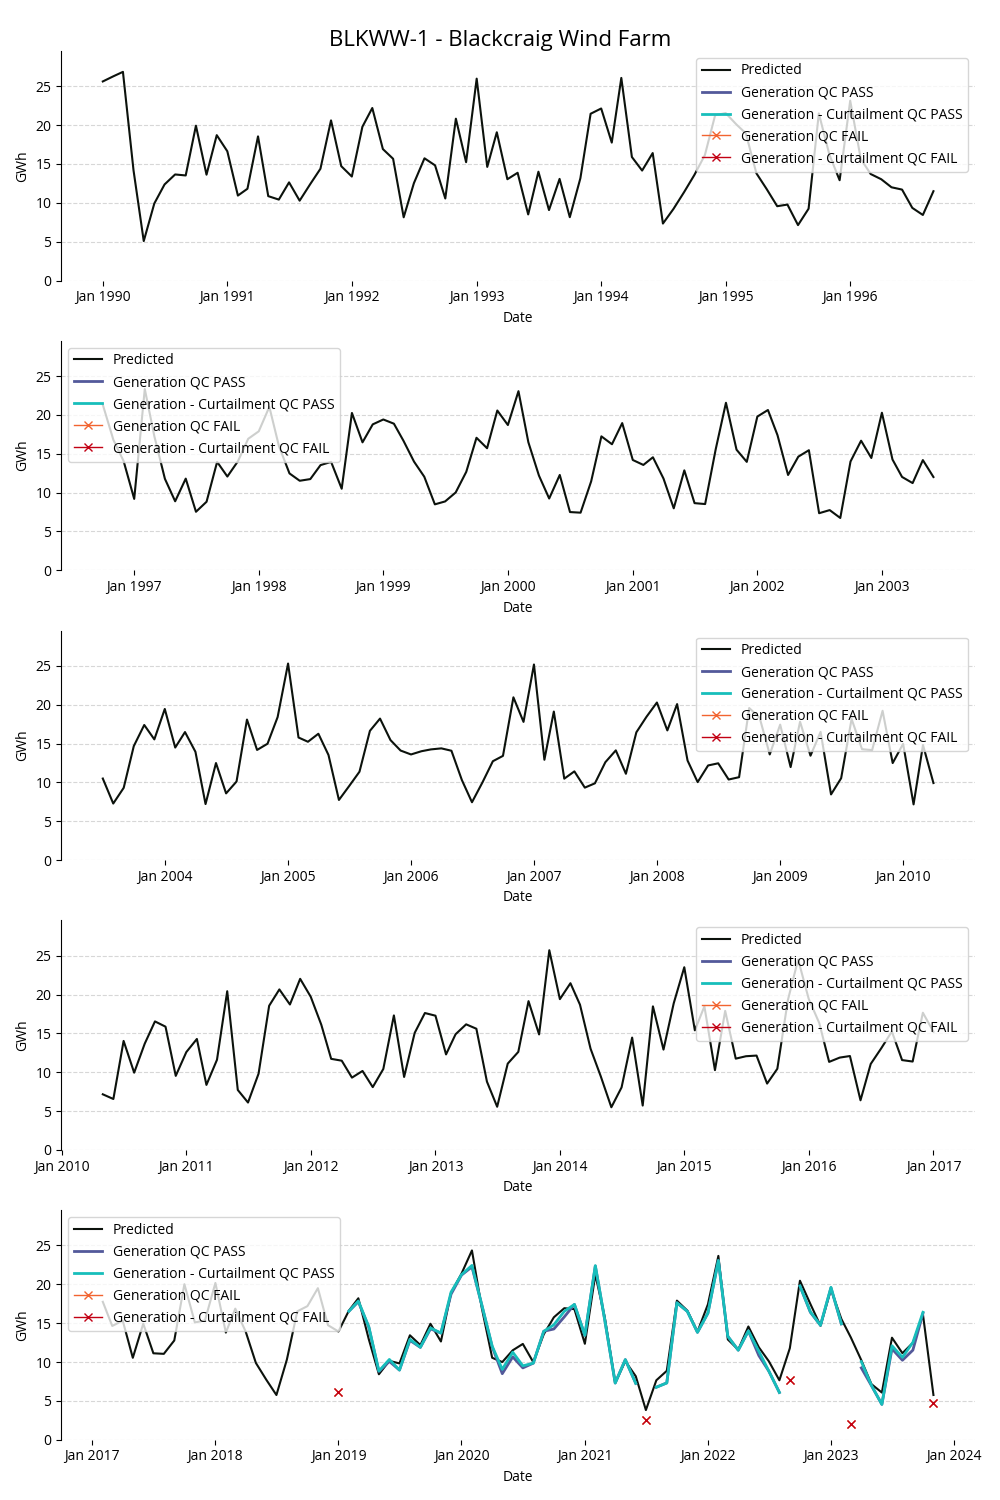 BLKWW-1 - Blackcraig Wind Farm
GWh
25
20
15
10
5
0
Predicted
Generation QC PASS
Generation - Curtailment QC PASS
Generation QC FAIL
Generation - Curtailment QC FAIL
Jan 1990 Jan 1991 Jan 1992 Jan 1993 Jan 1994 Jan 1995 Jan 1996
Date
GWh
25
20
15
10
5
0
Predicted
Generation QC PASS
Generation - Curtailment QC PASS
Generation QC FAIL
Generation - Curtailment QC FAIL
Jan 1997 Jan 1998 Jan 1999 Jan 2000 Jan 2001 Jan 2002 Jan 2003
Date
GWh
25
20
15
10
5
0
Predicted
Generation QC PASS
Generation - Curtailment QC PASS
Generation QC FAIL
Generation - Curtailment QC FAIL
Jan 2004 Jan 2005 Jan 2006 Jan 2007 Jan 2008 Jan 2009 Jan 2010
Date
GWh
25
20
15
10
5
0
Predicted
Generation QC PASS
Generation - Curtailment QC PASS
Generation QC FAIL
Generation - Curtailment QC FAIL
Jan 2010 Jan 2011 Jan 2012 Jan 2013 Jan 2014 Jan 2015 Jan 2016 Jan 2017
Date
GWh
25
20
15
10
5
0
Predicted
Generation QC PASS
Generation - Curtailment QC PASS
Generation QC FAIL
Generation - Curtailment QC FAIL
Jan 2017 Jan 2018 Jan 2019 Jan 2020 Jan 2021 Jan 2022 Jan 2023 Jan 2024
Date